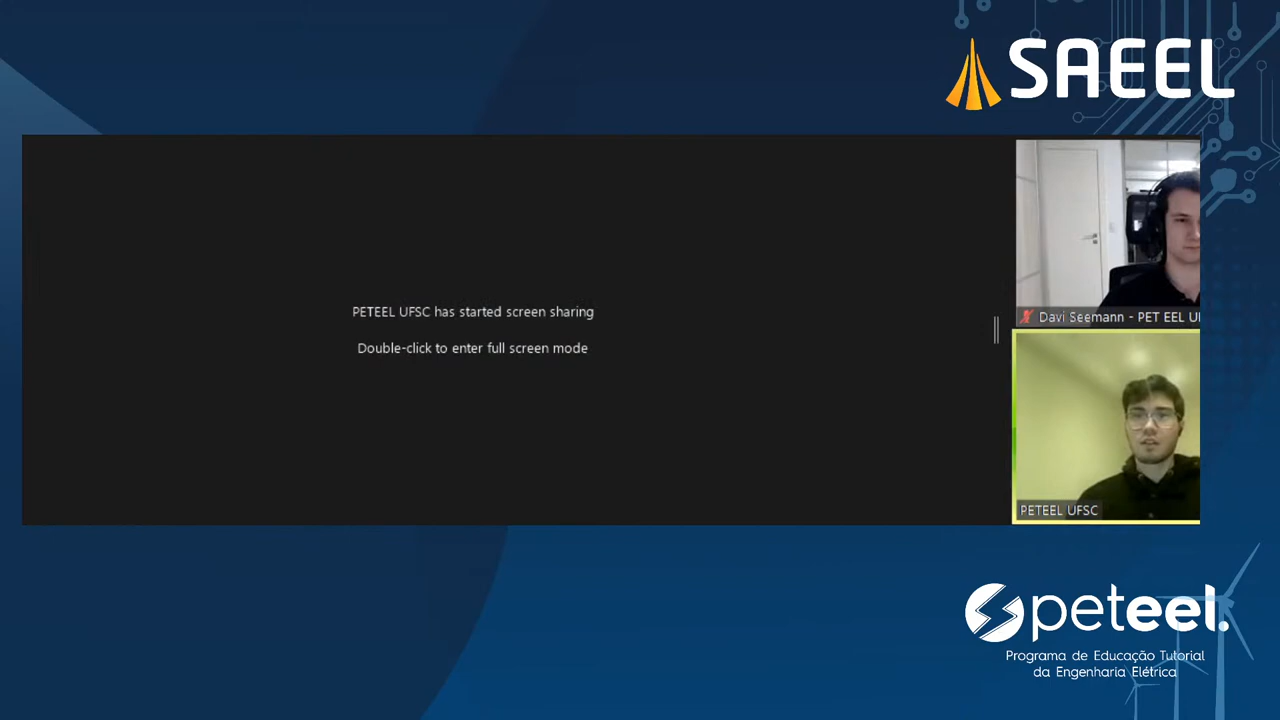 SAEEL
PETEEL UFSC has started screen sharing
Double-click to enter full screen mode
Davi Seemann - PET EEL U
PETEEL UFSC
peteel.
Programa de Educação Tutorial
da Engenharia Elétrica